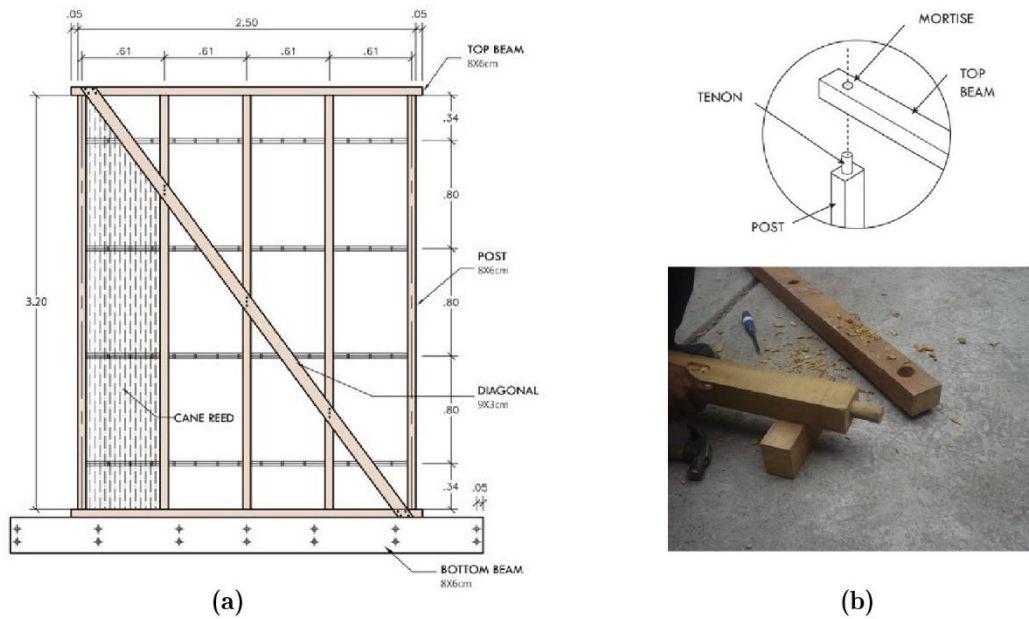 .05
2.50
.05
.61
.61
.61
.61
TOP BEAM
8X6cm
.34
.80
3.20
POST
8X6cm
.80
DIAGONAL
9X3cm
.80
CANE REED
.34
.05
BOTTOM BEAM
8X6cm
(a)
MORTISE
TOP
BEAM
TENON
POST
(b)